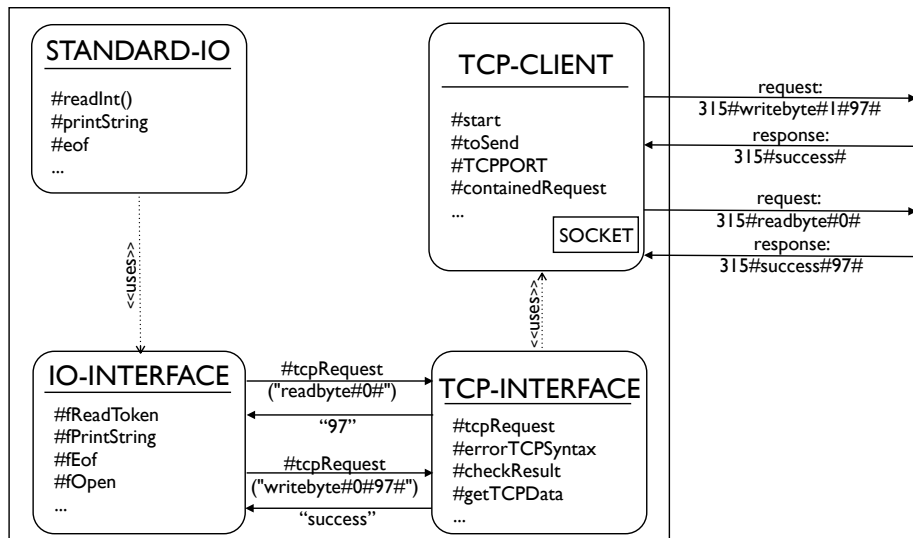 STANDARD-IO
#readInt()
#printString
#eof
...
TCP-CLIENT
#start
#toSend
#TCPPORT
#containedRequest
...
SOCKET
request:
315#writebyte#1#97#
response:
315#success#
request:
315#readbyte#0#
response:
315#success#97#
<<uses>>
<<uses>>
IO-INTERFACE
#fReadToken
#fPrintString
#fEof
#fOpen
...
#tcpRequest
("readbyte#0#")
“97”
#tcpRequest
("writebyte#0#97#")
“success”
TCP-INTERFACE
#tcpRequest
#errorTCPSyntax
#checkResult
#getTCPData
...